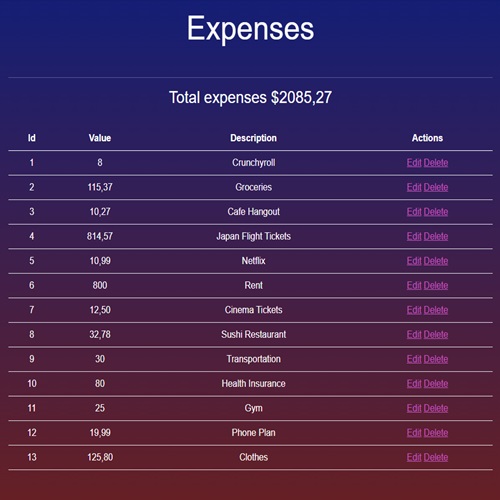 Expenses
Total expenses $2085,27
Id Value Description Actions
1 8 Crunchyroll Edit Delete
2 115,37 Groceries Edit Delete
3 10,27 Cafe Hangout Edit Delete
4 814,57 Japan Flight Tickets Edit Delete
5 10,99 Netflix Edit Delete
6 800 Rent Edit Delete
7 12,50 Cinema Tickets Edit Delete
8 32,78 Sushi Restaurant Edit Delete
9 30 Transportation Edit Delete
10 80 Health Insurance Edit Delete
11 25 Gym Edit Delete
12 19,99 Phone Plan Edit Delete
13 125,80 Clothes Edit Delete